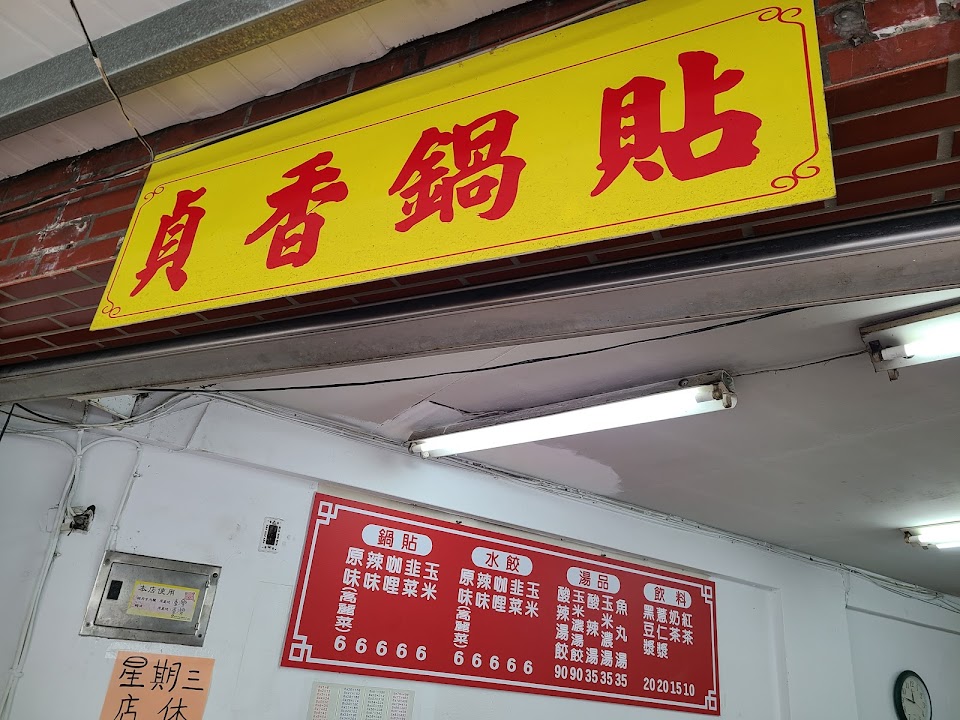 貞香鍋貼
鍋貼
原味(高麗菜) 6
辣味 6
咖哩 6
韭菜 6
玉米 6
水餃
原味(高麗菜) 6
辣味 6
咖哩 6
韭菜 6
玉米 6
湯品
酸辣湯餃 90
玉米濃湯餃 90
酸辣湯 35
玉米濃湯 35
魚丸湯 35
飲料
黑豆漿 20
薏仁漿 20
奶茶 15
紅茶 10
本店使用
星期三
店休